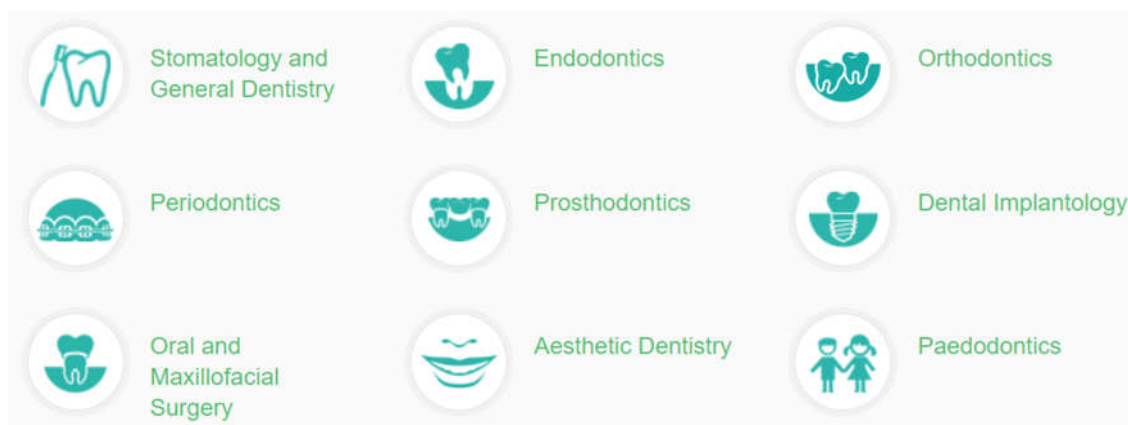 Stomatology and
General Dentistry
Endodontics
Orthodontics
Periodontics
Prosthodontics
Dental Implantology
Oral and
Maxillofacial
Surgery
Aesthetic Dentistry
Paedodontics